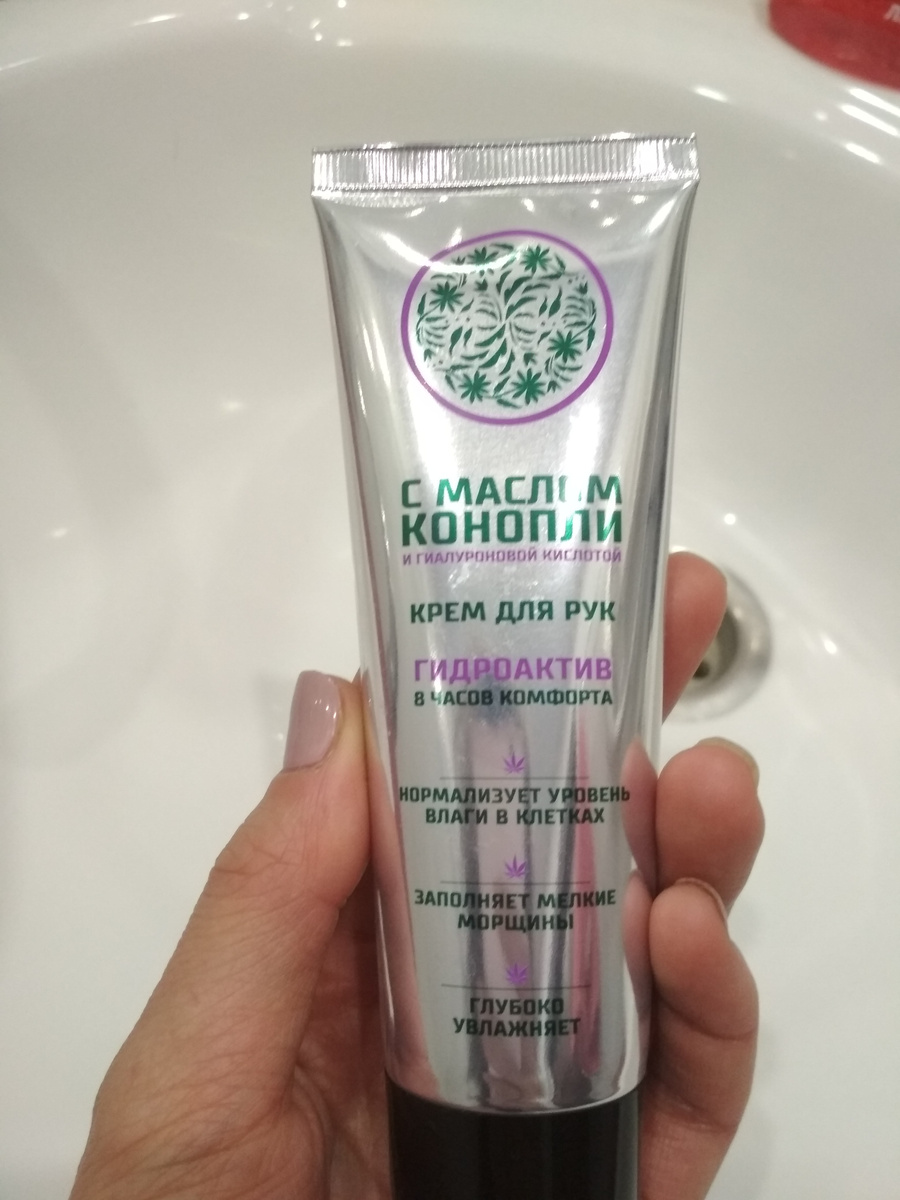 С МАСЛОМ
КОНОПЛИ
И ГИАЛУРОНОВОЙ КИСЛОТОЙ
КРЕМ ДЛЯ РУК
ГИДРОАКТИВ
8 ЧАСОВ КОМФОРТА
НОРМАЛИЗУЕТ УРОВЕНЬ
ВЛАГИ В КЛЕТКАХ
ЗАПОЛНЯЕТ МЕЛКИЕ
МОРЩИНЫ
ГЛУБОКО
УВЛАЖНЯЕТ